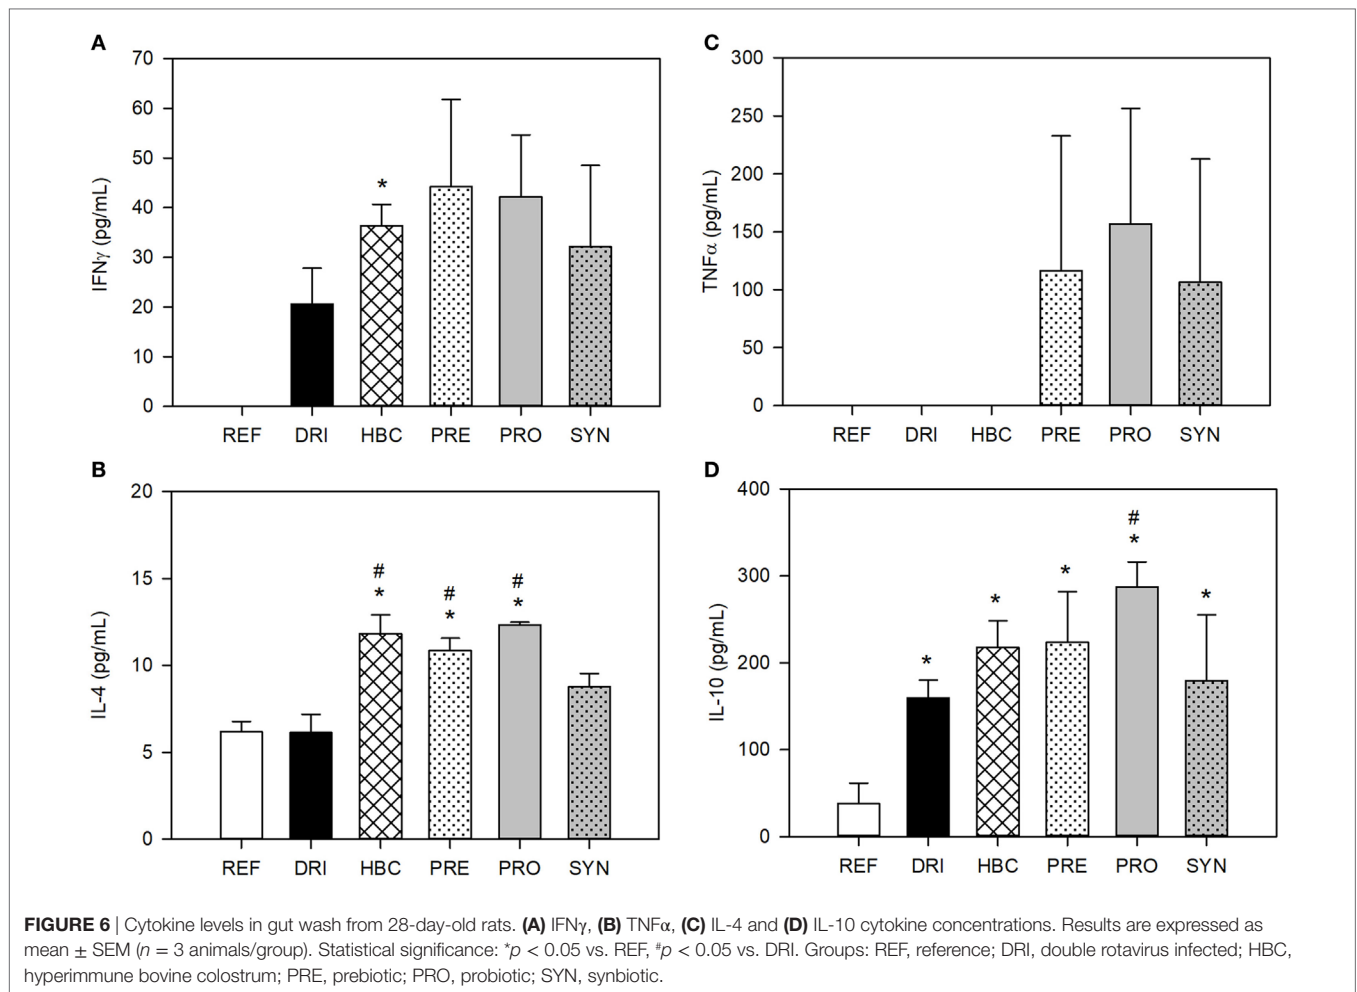 A
70
60
50
40
30
20
10
0
IFNγ (pg/mL)
*
REF DRI HBC PRE PRO SYN
C
300
250
200
150
100
50
0
TNFα (pg/mL)
REF DRI HBC PRE PRO SYN
B
20
15
10
5
0
IL-4 (pg/mL)
# # #
* * *
REF DRI HBC PRE PRO SYN
D
400
300
200
100
0
IL-10 (pg/mL)
#
* * * * *
REF DRI HBC PRE PRO SYN
FIGURE 6 | Cytokine levels in gut wash from 28-day-old rats. (A) IFNγ, (B) TNFα, (C) IL-4 and (D) IL-10 cytokine concentrations. Results are expressed as
mean ± SEM (n = 3 animals/group). Statistical significance: *p < 0.05 vs. REF, #p < 0.05 vs. DRI. Groups: REF, reference; DRI, double rotavirus infected; HBC,
hyperimmune bovine colostrum; PRE, prebiotic; PRO, probiotic; SYN, synbiotic.